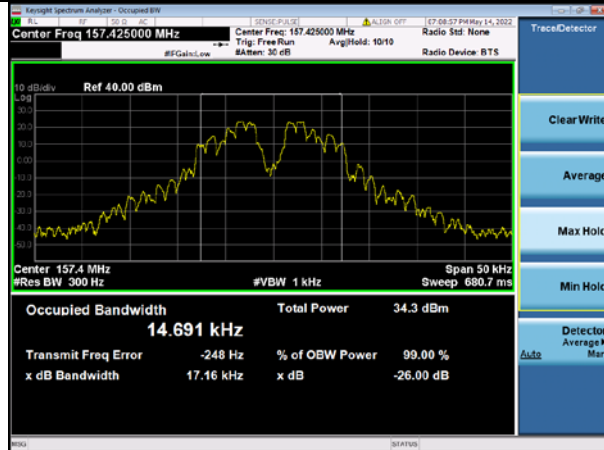 Keysight Spectrum Analyzer - Occupied BW
RL RF 50 Ω AC SENSE:PULSE ALIGN OFF 07:08:57 PM May 14, 2022
Center Freq 157.425000 MHz
Center Freq: 157.425000 MHz
Radio Std: None
Trig: Free Run Avg|Hold: 10/10
#IFGain:Low #Atten: 30 dB Radio Device: BTS
Trace/Detector
10 dB/div Ref 40.00 dBm
Log
30.0
20.0
10.0
0.00
10.0
20.0
30.0
40.0
50.0
Center 157.4 MHz Span 50 kHz
#Res BW 300 Hz #VBW 1 kHz Sweep 680.7 ms
Occupied Bandwidth Total Power 34.3 dBm
14.691 kHz
Transmit Freq Error -248 Hz % of OBW Power 99.00 %
x dB Bandwidth 17.16 kHz x dB -26.00 dB
Clear Write
Average
Max Hold
Min Hold
Detector
Average
Auto Man
MSG STATUS